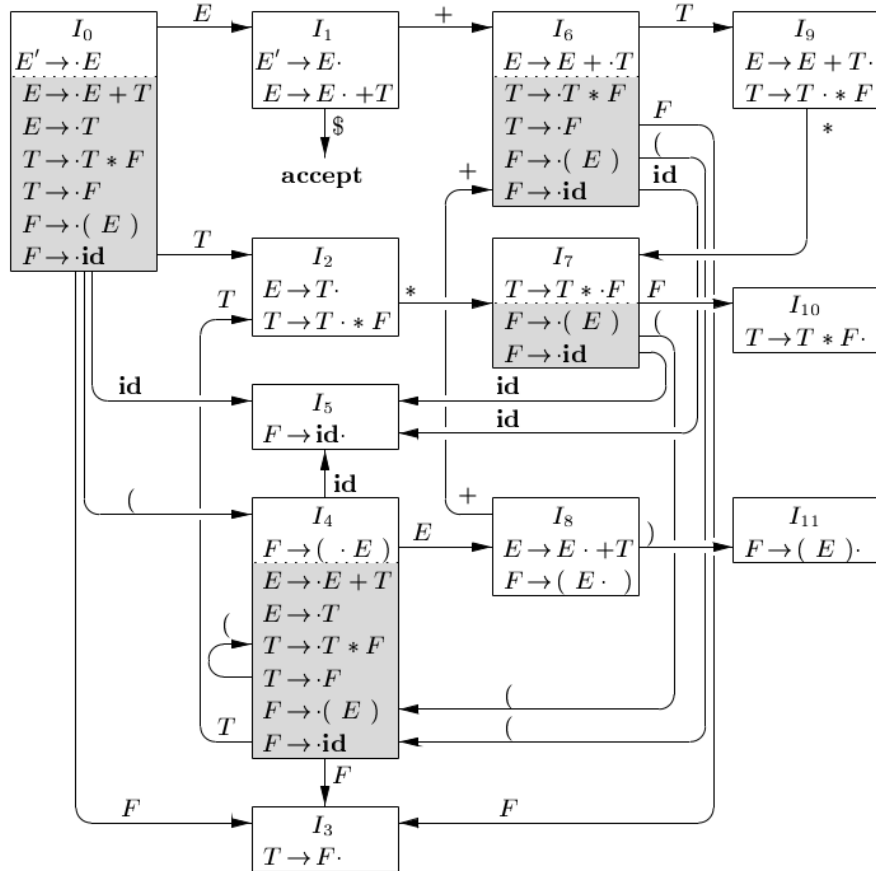 I₀
E′ → ·E
E → ·E + T
E → ·T
T → ·T * F
T → ·F
F → ·( E )
F → ·id
E
I₁
E′ → E·
E → E · +T
$
accept
+
I₆
E → E + ·T
T → ·T * F
T → ·F
F → ·( E )
F → ·id
T
I₉
E → E + T·
T → T · * F
F
(
id
*
+
T
I₂
E → T·
T → T · * F
T
*
I₇
T → T * ·F
F → ·( E )
F → ·id
F
(
I₁₀
T → T * F·
id
I₅
F → id·
id
id
id
(
I₄
F → ( · E )
E → ·E + T
E → ·T
T → ·T * F
T → ·F
F → ·( E )
F → ·id
(
T
E
+
I₈
E → E · +T
F → ( E · )
)
I₁₁
F → ( E )·
(
(
F
F
I₃
T → F·
F